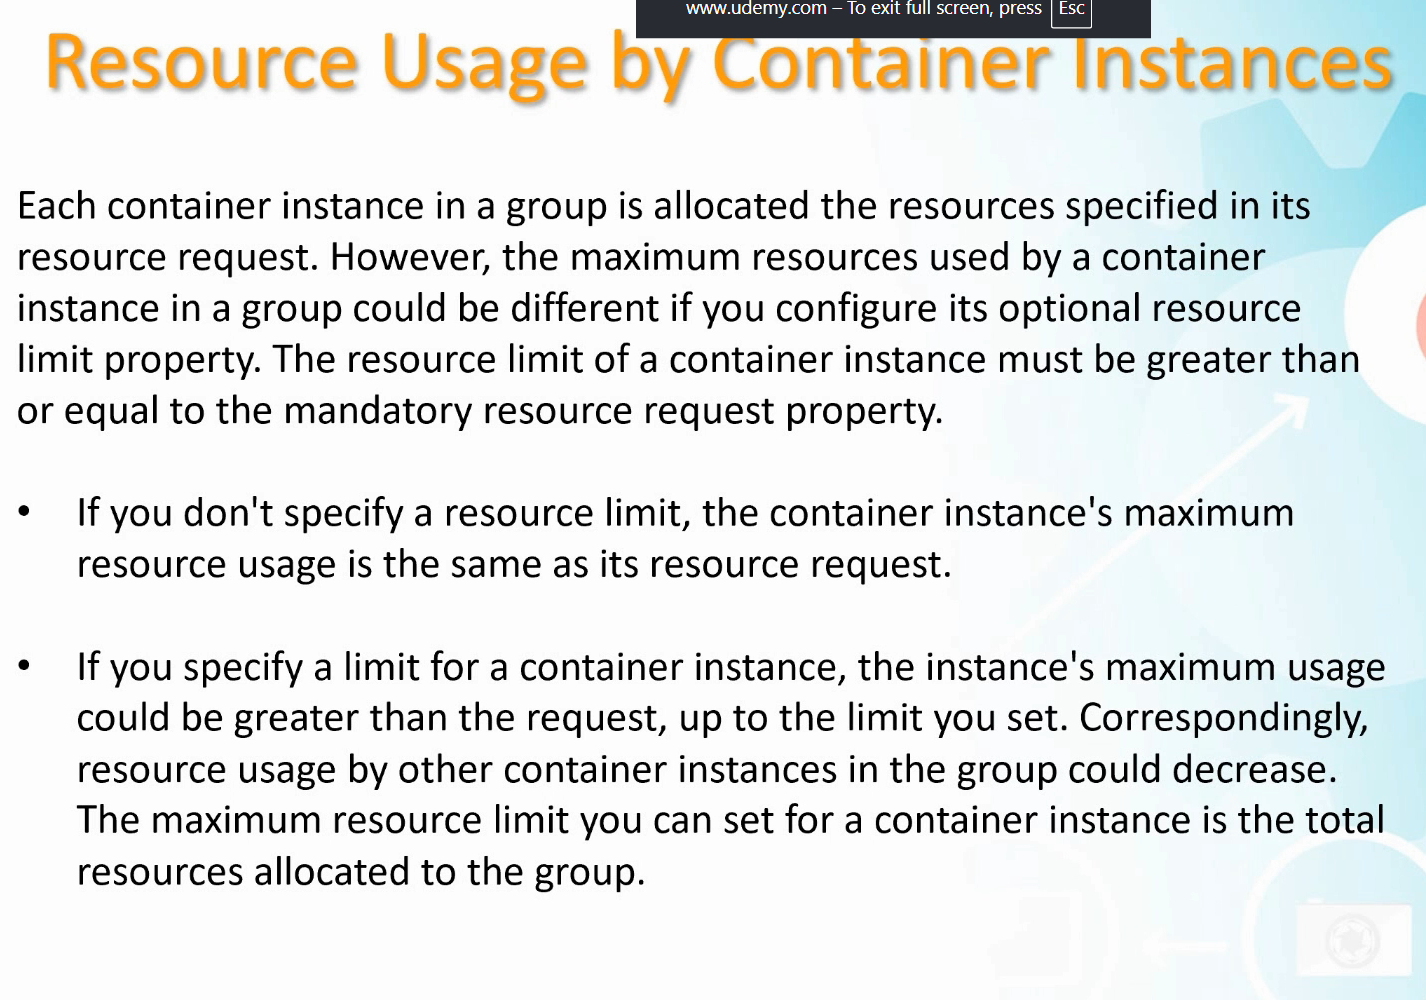 www.udemy.com – To exit full screen, press Esc
Resource Usage by Container Instances
Each container instance in a group is allocated the resources specified in its
resource request. However, the maximum resources used by a container
instance in a group could be different if you configure its optional resource
limit property. The resource limit of a container instance must be greater than
or equal to the mandatory resource request property.
• If you don't specify a resource limit, the container instance's maximum
resource usage is the same as its resource request.
• If you specify a limit for a container instance, the instance's maximum usage
could be greater than the request, up to the limit you set. Correspondingly,
resource usage by other container instances in the group could decrease.
The maximum resource limit you can set for a container instance is the total
resources allocated to the group.